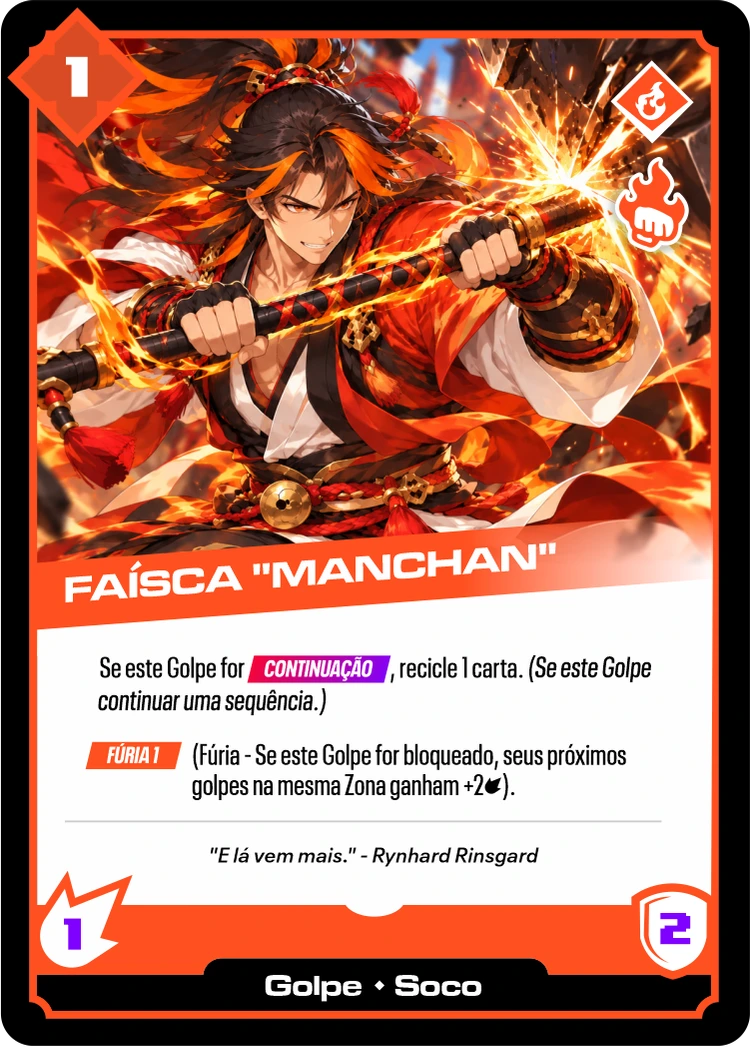 1
FAÍSCA "MANCHAN"
Se este Golpe for CONTINUAÇÃO, recicle 1 carta. (Se este Golpe
continuar uma sequência.)
FÚRIA 1 (Fúria - Se este Golpe for bloqueado, seus próximos
golpes na mesma Zona ganham +2).
"E lá vem mais." - Rynhard Rinsgard
1
2
Golpe • Soco